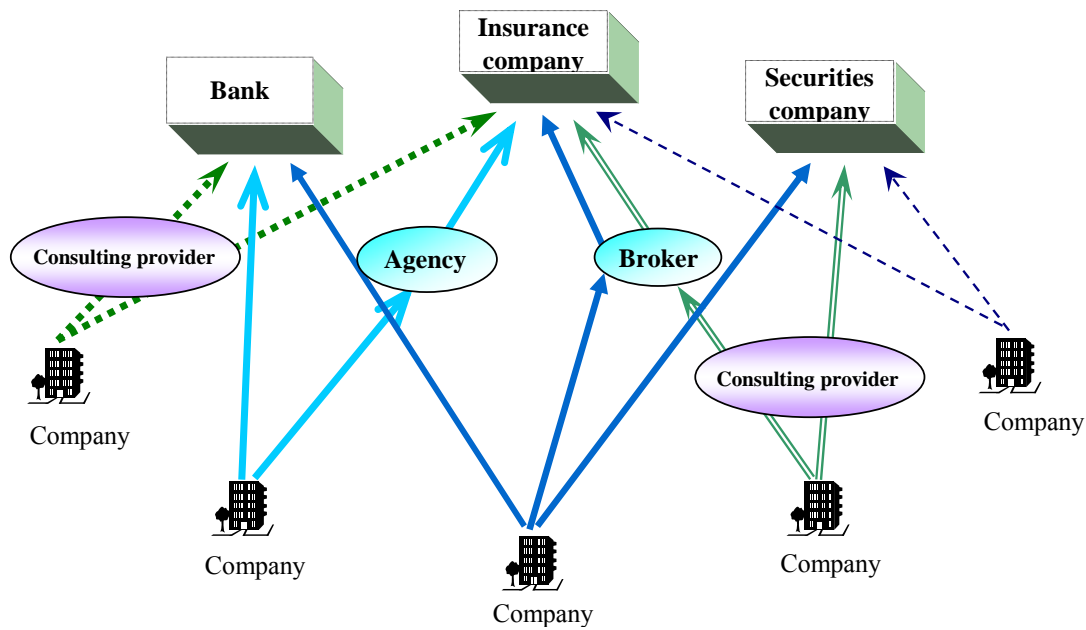 Insurance
company
Bank
Securities
company
Consulting provider
Agency
Broker
Consulting provider
Company
Company
Company
Company
Company